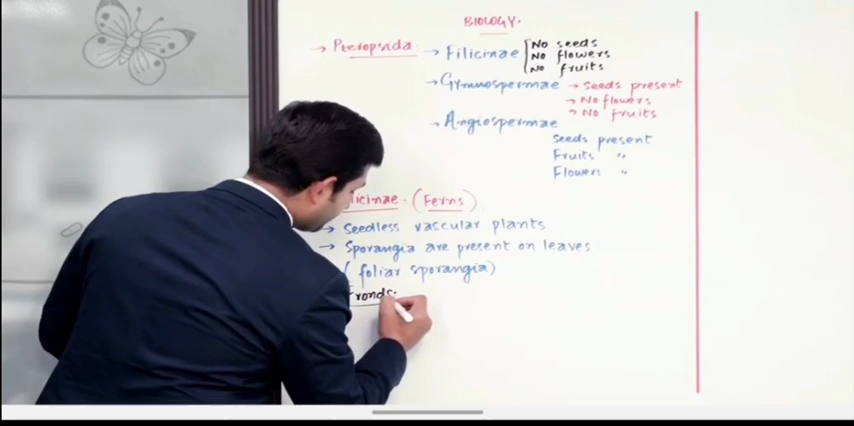 BIOLOGY.
→ Pteropsida → Filicinae [No seeds
No flowers
No fruits
→ Gymnospermae → Seeds present
→ No flowers
→ No fruits
→ Angiospermae
Seeds present
Fruits "
Flowers "
licinae. (Ferns)
→ Seedless vascular plants
→ Sporangia are present on leaves
( foliar sporangia)
Fronds: